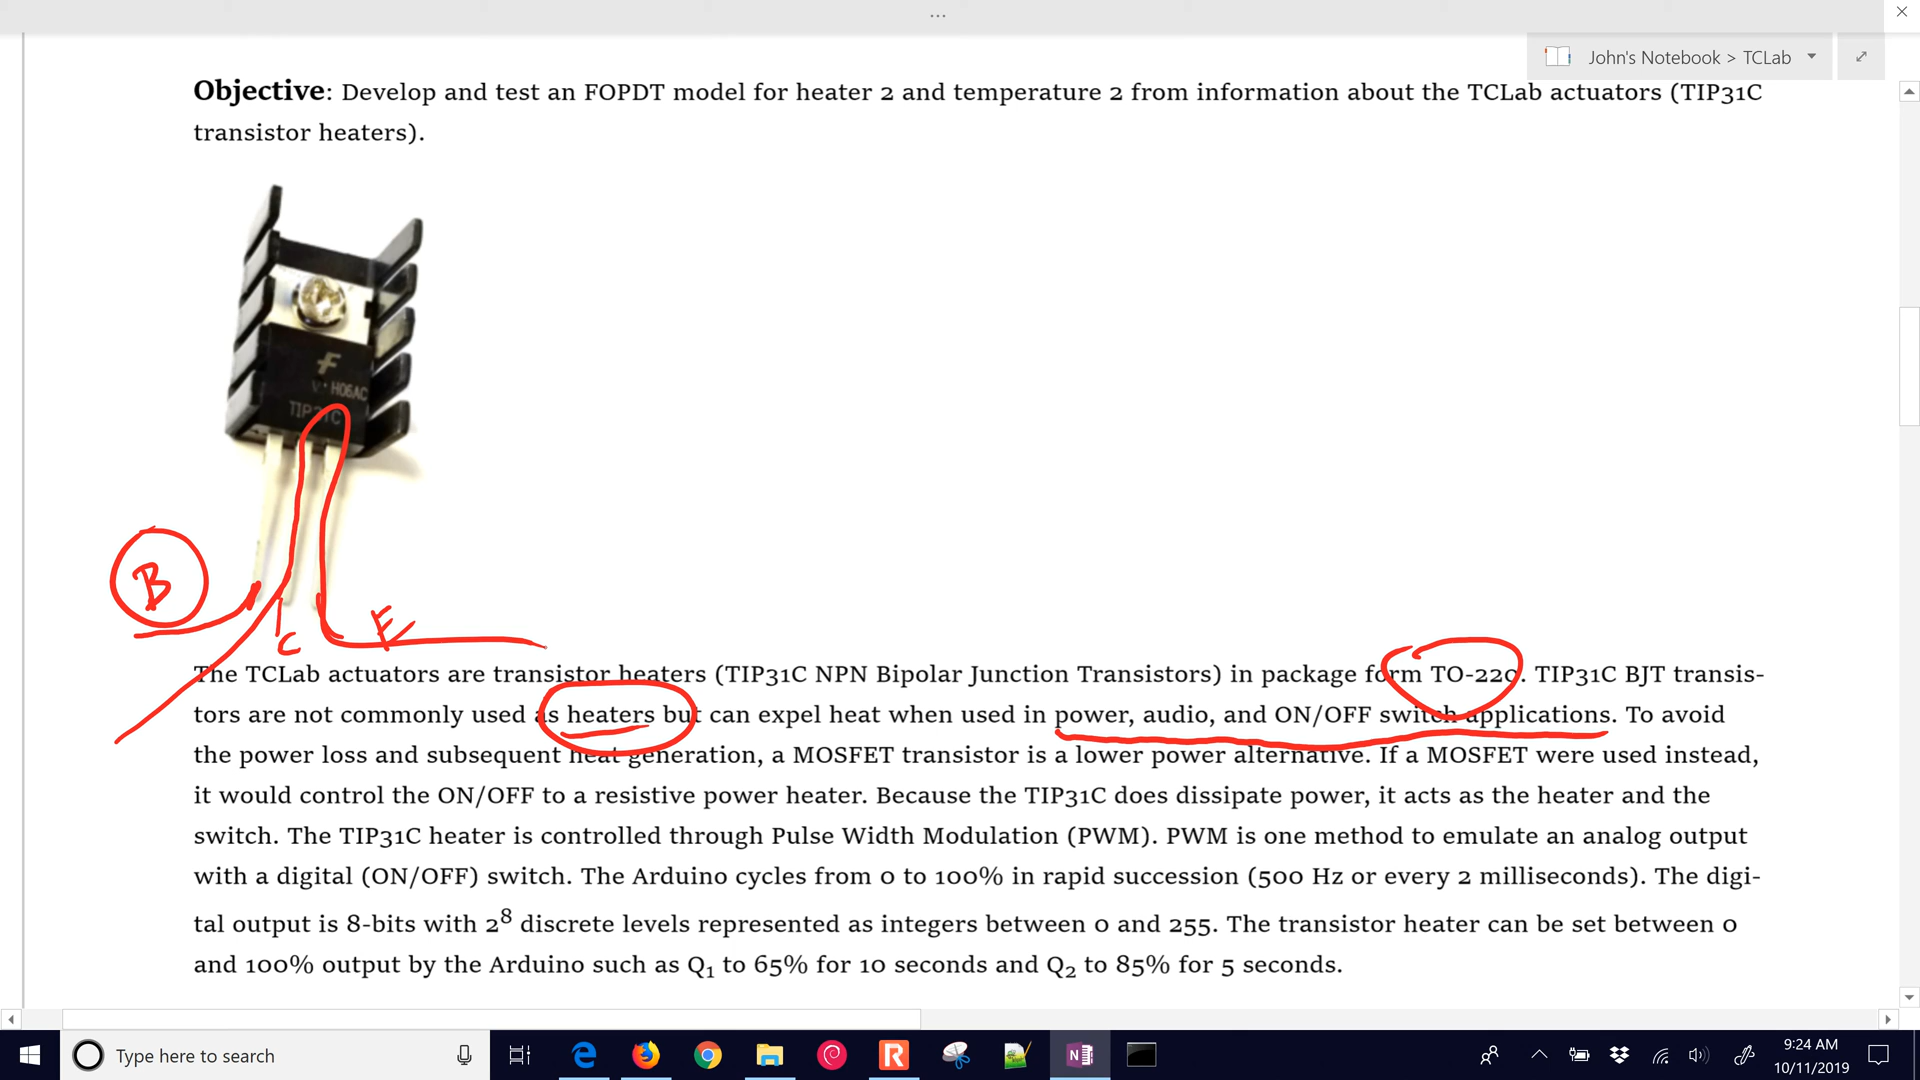 ...
John's Notebook > TCLab
Objective: Develop and test an FOPDT model for heater 2 and temperature 2 from information about the TCLab actuators (TIP31C
transistor heaters).
F
H06AC
TIP31C
B
C
E
The TCLab actuators are transistor heaters (TIP31C NPN Bipolar Junction Transistors) in package form TO-220. TIP31C BJT transis-
tors are not commonly used as heaters but can expel heat when used in power, audio, and ON/OFF switch applications. To avoid
the power loss and subsequent heat generation, a MOSFET transistor is a lower power alternative. If a MOSFET were used instead,
it would control the ON/OFF to a resistive power heater. Because the TIP31C does dissipate power, it acts as the heater and the
switch. The TIP31C heater is controlled through Pulse Width Modulation (PWM). PWM is one method to emulate an analog output
with a digital (ON/OFF) switch. The Arduino cycles from 0 to 100% in rapid succession (500 Hz or every 2 milliseconds). The digi-
tal output is 8-bits with 2⁸ discrete levels represented as integers between 0 and 255. The transistor heater can be set between 0
and 100% output by the Arduino such as Q₁ to 65% for 10 seconds and Q₂ to 85% for 5 seconds.
Type here to search
9:24 AM
10/11/2019